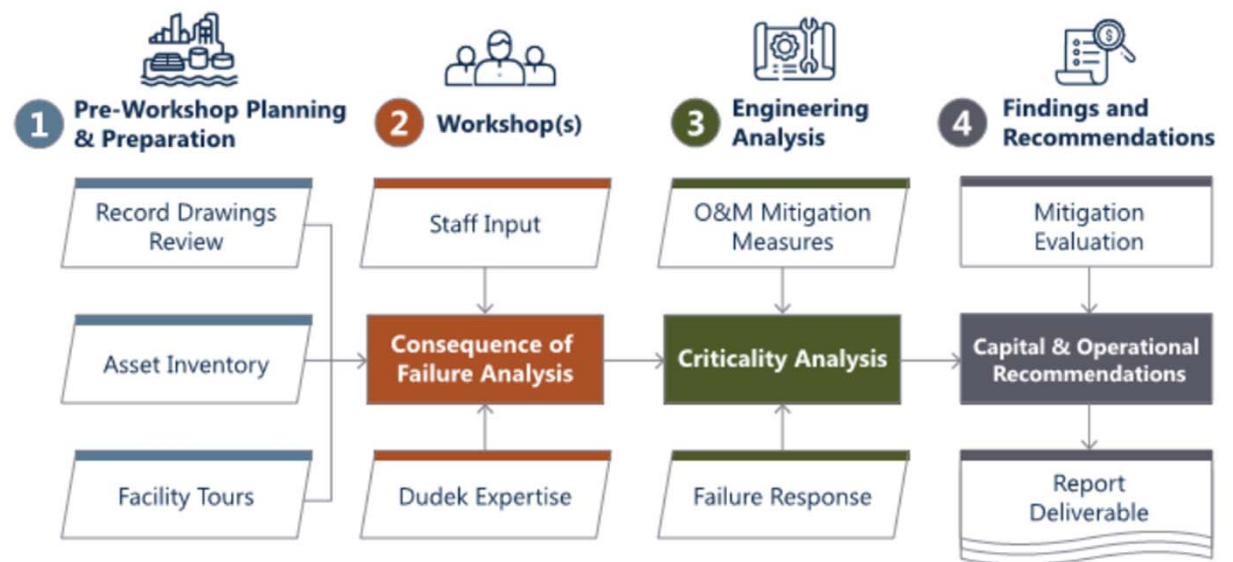 1
Pre-Workshop Planning
& Preparation
Record Drawings
Review
Asset Inventory
Facility Tours
2
Workshop(s)
Staff Input
Consequence of
Failure Analysis
Dudek Expertise
3
Engineering
Analysis
O&M Mitigation
Measures
Criticality Analysis
Failure Response
4
Findings and
Recommendations
Mitigation
Evaluation
Capital & Operational
Recommendations
Report
Deliverable